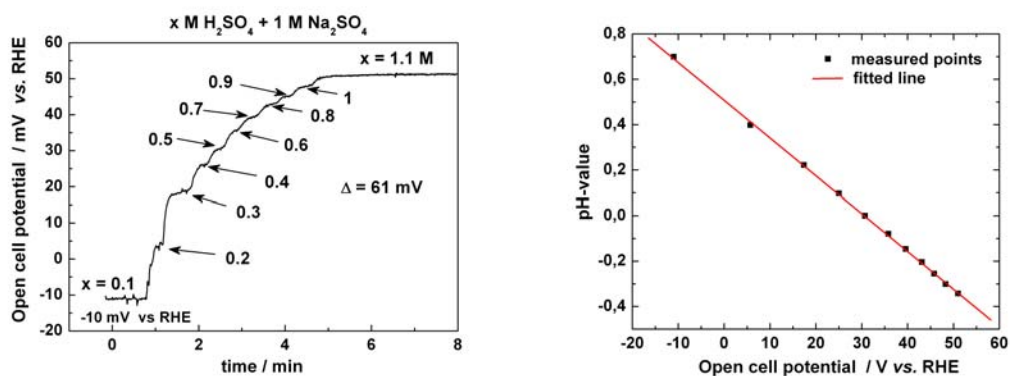 x M H₂SO₄ + 1 M Na₂SO₄
Open cell potential / mV vs. RHE
60
50
40
30
20
10
0
-10
-20
x = 1.1 M
0.9
1
0.7
0.8
0.5
0.6
0.4
Δ = 61 mV
0.3
0.2
x = 0.1
-10 mV vs RHE
0 2 4 6 8
time / min
pH-value
0,8
0,6
0,4
0,2
0,0
-0,2
-0,4
measured points
fitted line
-20 -10 0 10 20 30 40 50 60
Open cell potential / V vs. RHE